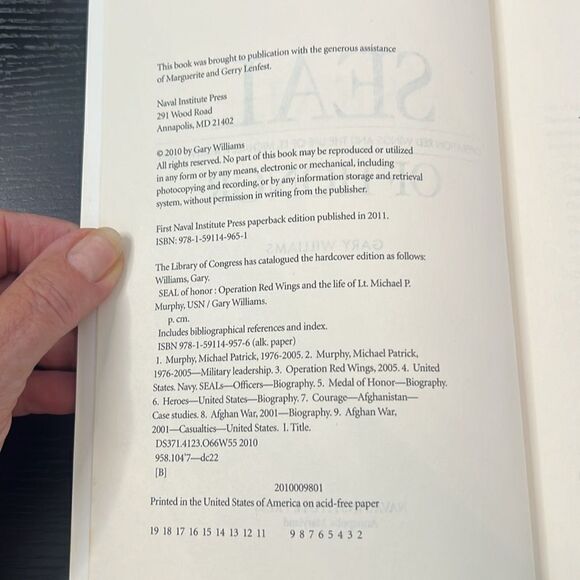 This book was brought to publication with the generous assistance
of Marguerite and Gerry Lenfest.
Naval Institute Press
291 Wood Road
Annapolis, MD 21402
© 2010 by Gary Williams
All rights reserved. No part of this book may be reproduced or utilized
in any form or by any means, electronic or mechanical, including
photocopying and recording, or by any information storage and retrieval
system, without permission in writing from the publisher.
First Naval Institute Press paperback edition published in 2011.
ISBN: 978-1-59114-965-1
The Library of Congress has catalogued the hardcover edition as follows:
Williams, Gary.
SEAL of honor : Operation Red Wings and the life of Lt. Michael P.
Murphy, USN / Gary Williams.
p. cm.
Includes bibliographical references and index.
ISBN 978-1-59114-957-6 (alk. paper)
1. Murphy, Michael Patrick, 1976-2005. 2. Murphy, Michael Patrick,
1976-2005—Military leadership. 3. Operation Red Wings, 2005. 4. United
States. Navy. SEALs—Officers—Biography. 5. Medal of Honor—Biography.
6. Heroes—United States—Biography. 7. Courage—Afghanistan—
Case studies. 8. Afghan War, 2001—Biography. 9. Afghan War,
2001—Casualties—United States. I. Title.
DS371.4123.O66W55 2010
958.104'7—dc22
[B]
2010009801
Printed in the United States of America on acid-free paper
19 18 17 16 15 14 13 12 11 9 8 7 6 5 4 3 2